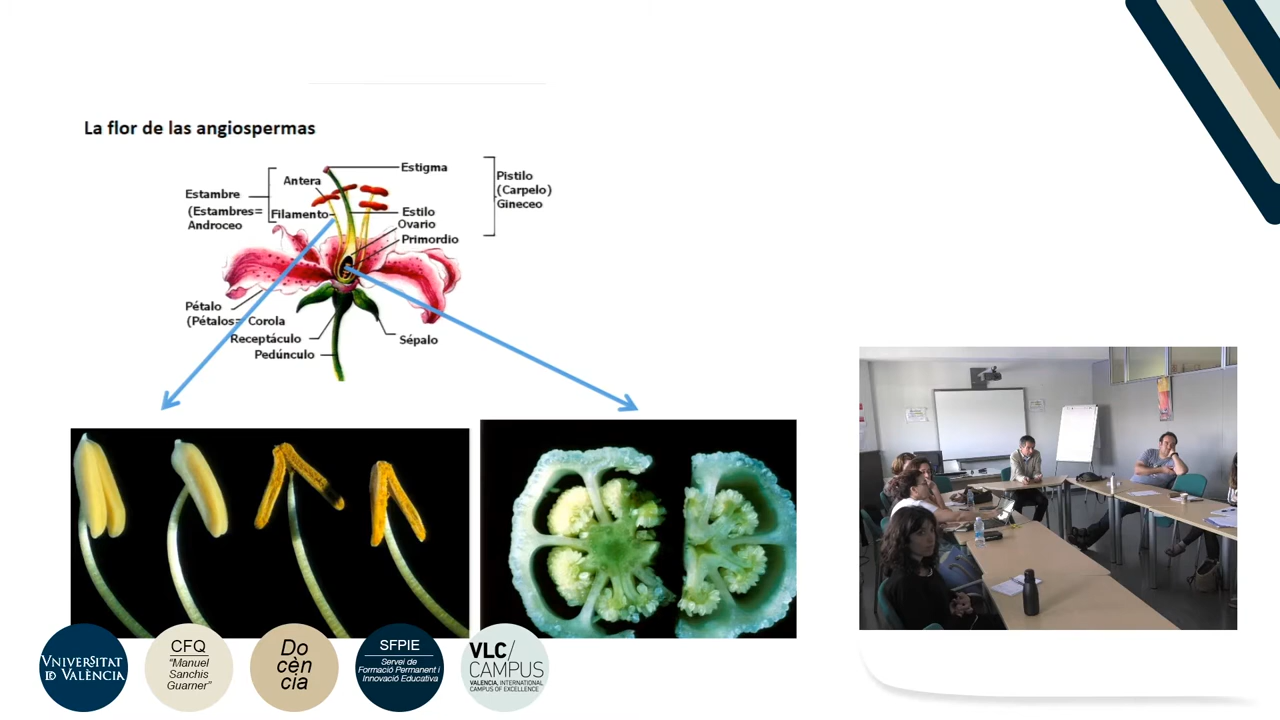 La flor de las angiospermas
Estigma
Antera
Pistilo
(Carpelo)
Gineceo
Estambre
(Estambres=
Androceo
Filamento
Estilo
Ovario
Primordio
Pétalo
(Pétalos= Corola
Receptáculo
Sépalo
Pedúnculo
VNIVERSITAT
ID VALÈNCIA
CFQ
"Manuel
Sanchis
Guarner"
Do
cèn
cia
SFPIE
Servei de
Formació Permanent i
Innovació Educativa
VLC/
CAMPUS
VALENCIA, INTERNATIONAL
CAMPUS OF EXCELLENCE